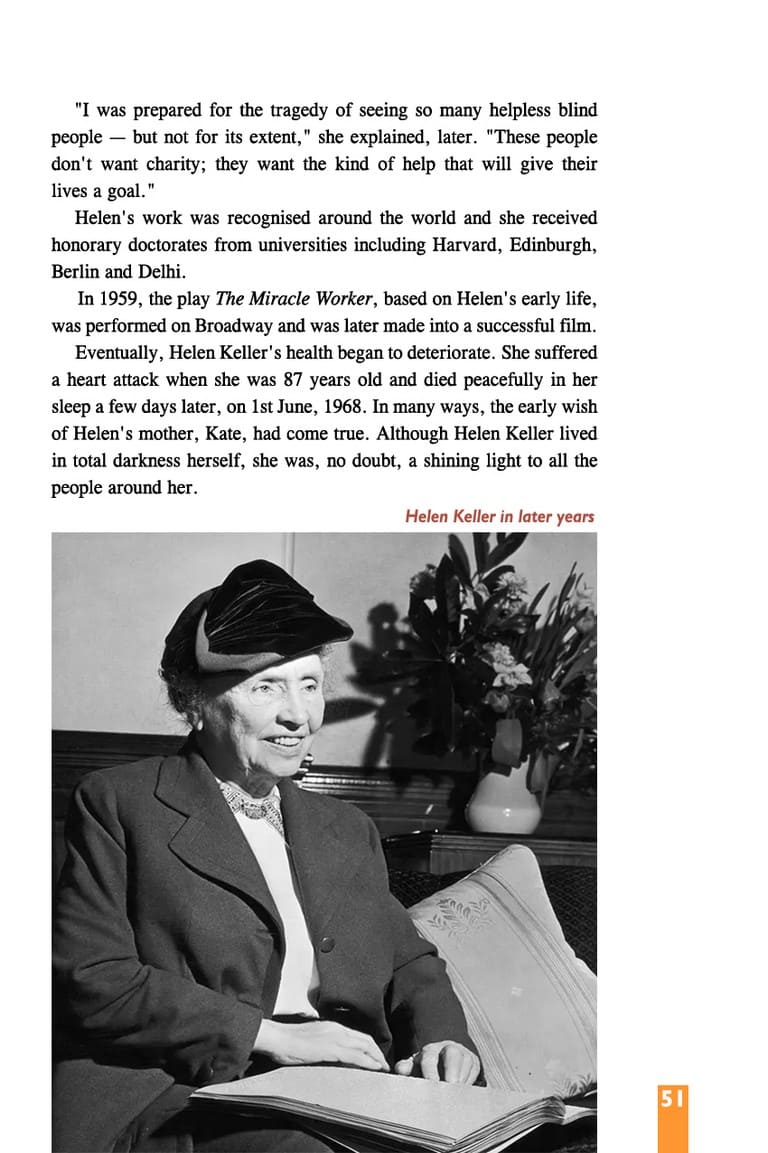 "I was prepared for the tragedy of seeing so many helpless blind
people — but not for its extent," she explained, later. "These people
don't want charity; they want the kind of help that will give their
lives a goal."
Helen's work was recognised around the world and she received
honorary doctorates from universities including Harvard, Edinburgh,
Berlin and Delhi.
In 1959, the play The Miracle Worker, based on Helen's early life,
was performed on Broadway and was later made into a successful film.
Eventually, Helen Keller's health began to deteriorate. She suffered
a heart attack when she was 87 years old and died peacefully in her
sleep a few days later, on 1st June, 1968. In many ways, the early wish
of Helen's mother, Kate, had come true. Although Helen Keller lived
in total darkness herself, she was, no doubt, a shining light to all the
people around her.
Helen Keller in later years
51